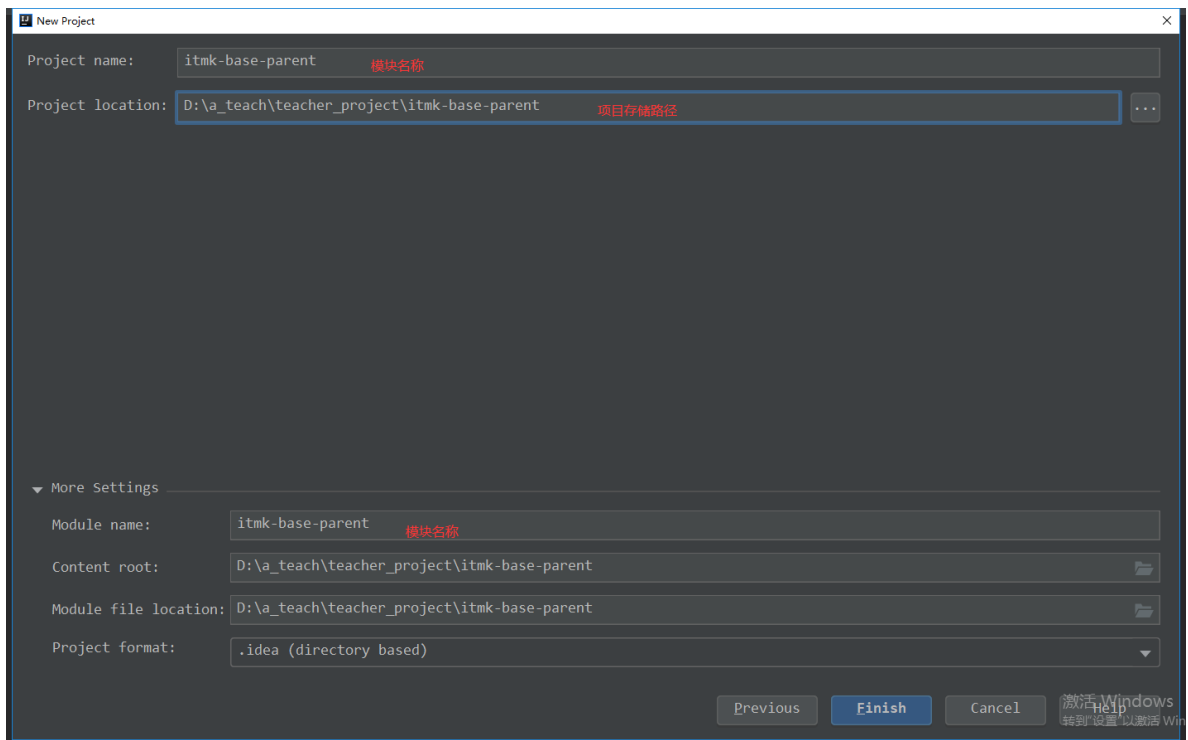 New Project
Project name: itmk-base-parent 模块名称
Project location: D:\a_teach\teacher_project\itmk-base-parent 项目存储路径 ...
More Settings
Module name: itmk-base-parent 模块名称
Content root: D:\a_teach\teacher_project\itmk-base-parent
Module file location: D:\a_teach\teacher_project\itmk-base-parent
Project format: .idea (directory based)
Previous Finish Cancel Help
激活 Windows
转到"设置"以激活 Win